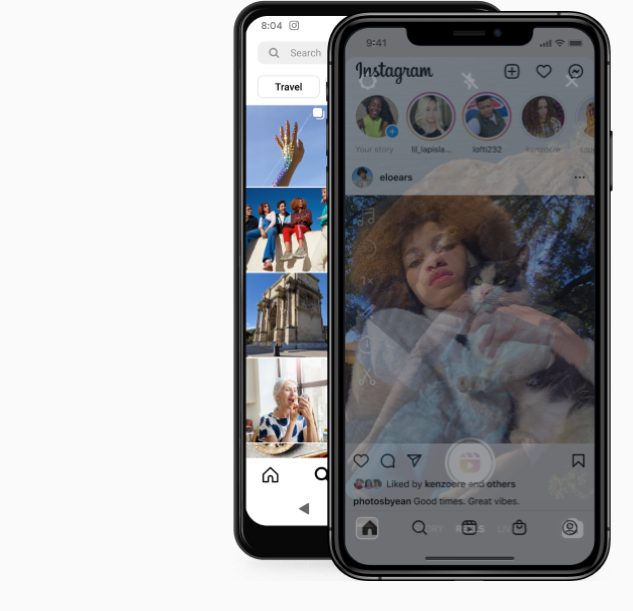 8:04
Search
Travel
9:41
Instagram
Your story
lil_lapisla...
lofti232
kenzoere
eloears
Liked by kenzoere and others
photosbyean Good times. Great vibes.
REELS